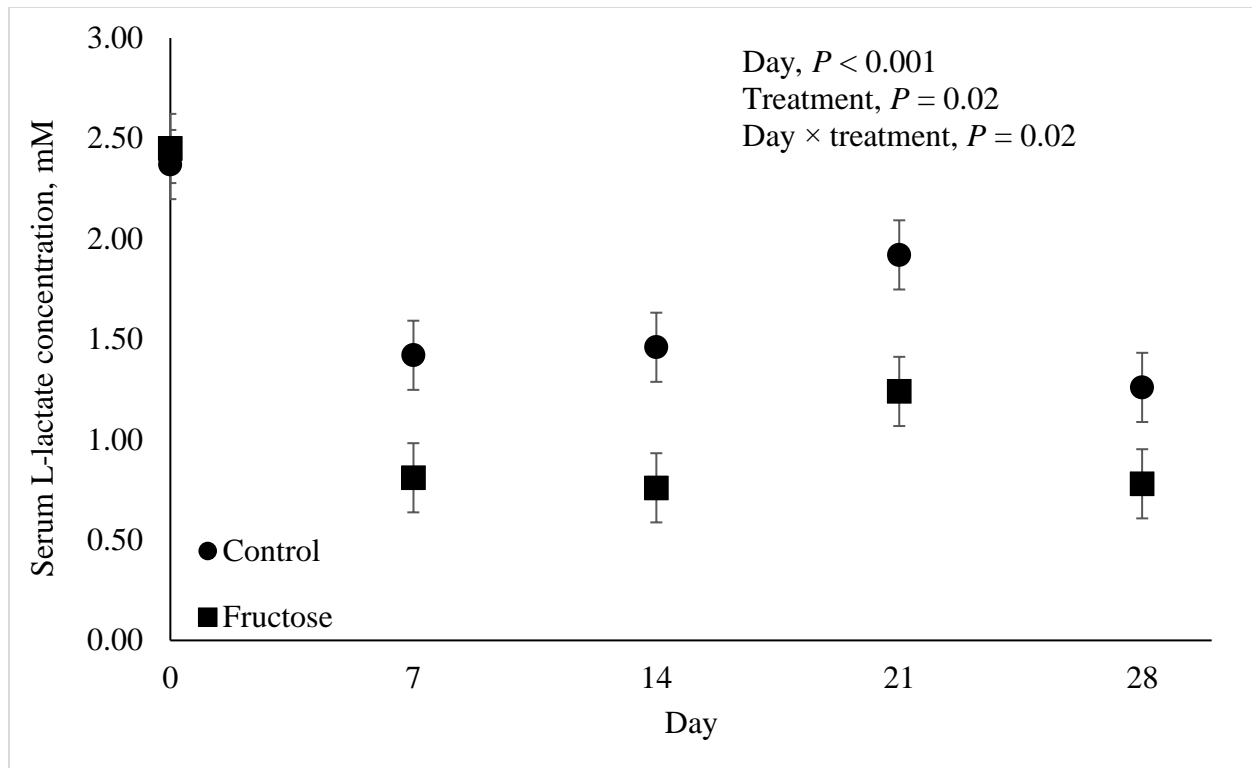 3.00
2.50
2.00
1.50
1.00
0.50
0.00
Serum L-lactate concentration, mM
Day, P < 0.001
Treatment, P = 0.02
Day × treatment, P = 0.02
Control
Fructose
0 7 14 21 28
Day